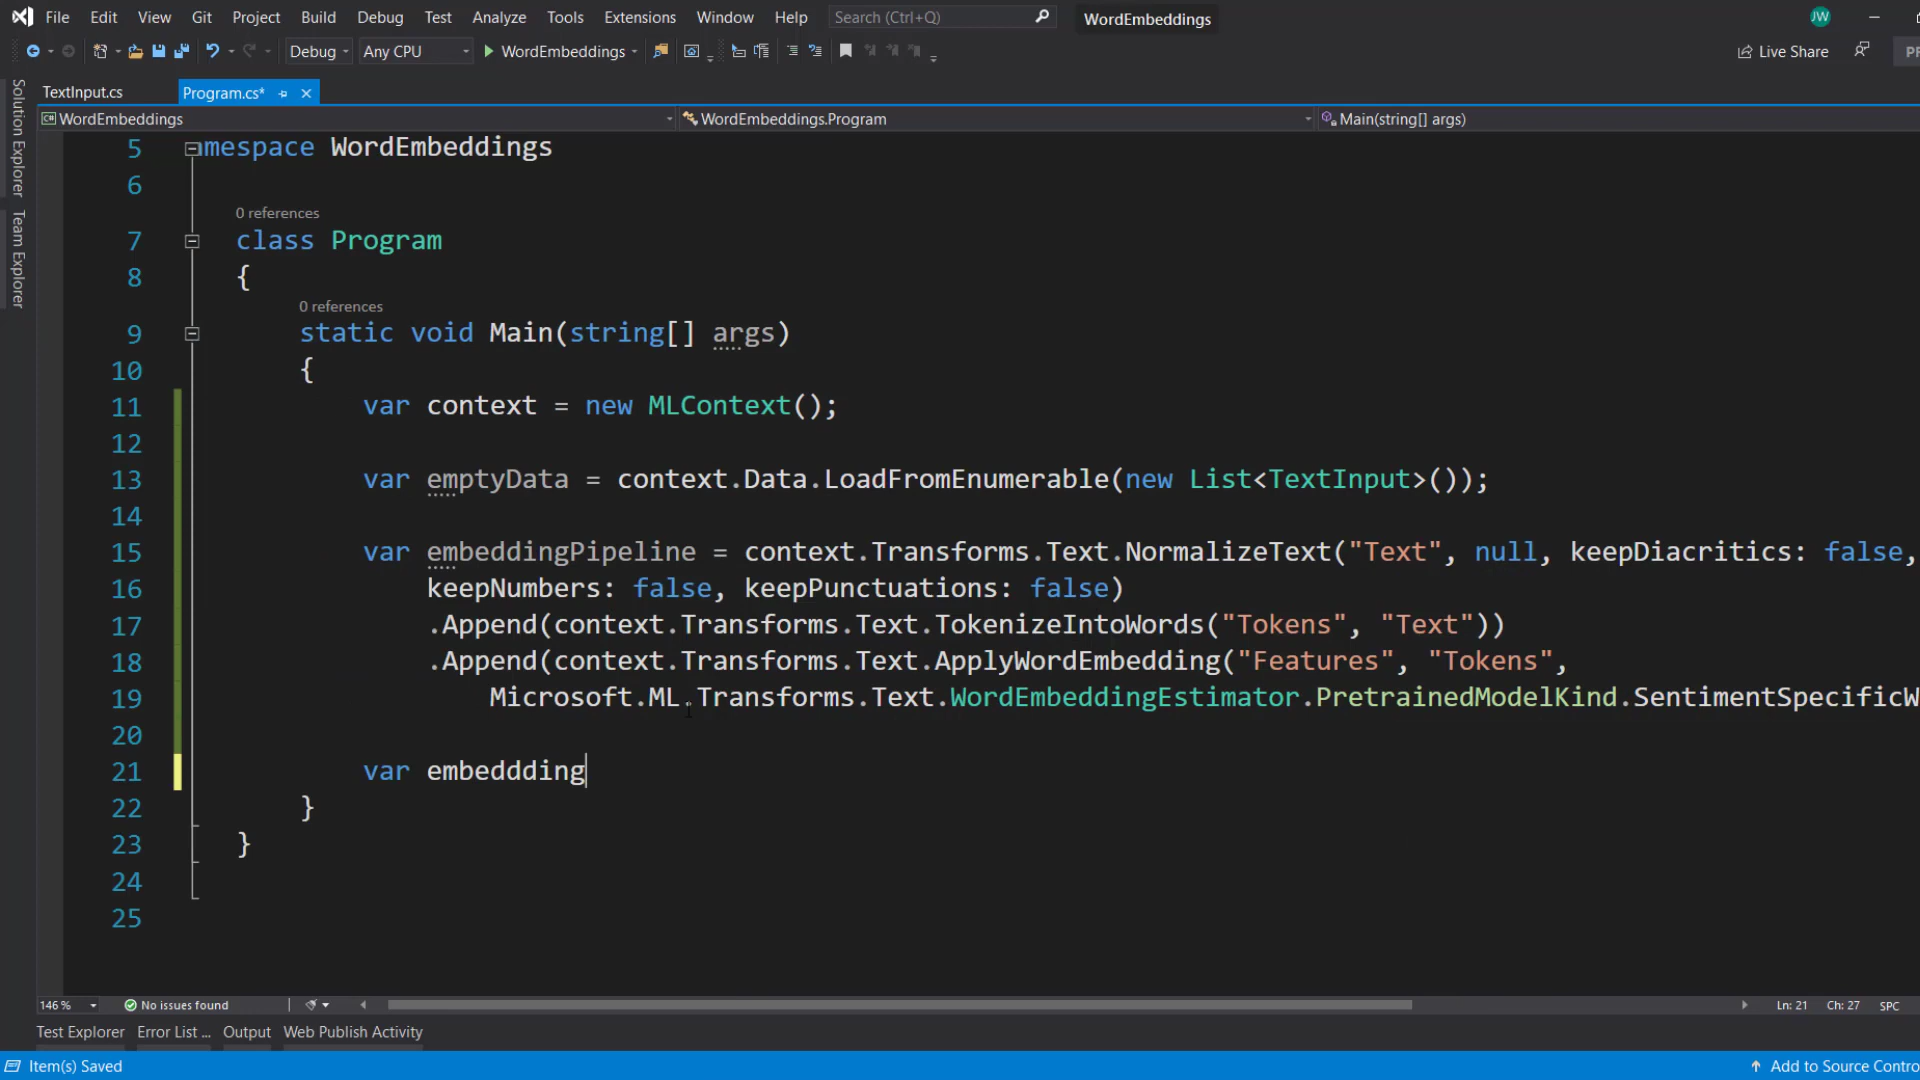 File Edit View Git Project Build Debug Test Analyze Tools Extensions Window Help Search (Ctrl+Q) WordEmbeddings JW
Debug Any CPU WordEmbeddings Live Share
Solution Explorer
Team Explorer
TextInput.cs Program.cs*
WordEmbeddings WordEmbeddings.Program Main(string[] args)
5 mespace WordEmbeddings
6
0 references
7 class Program
8 {
0 references
9 static void Main(string[] args)
10 {
11 var context = new MLContext();
12
13 var emptyData = context.Data.LoadFromEnumerable(new List<TextInput>());
14
15 var embeddingPipeline = context.Transforms.Text.NormalizeText("Text", null, keepDiacritics: false,
16 keepNumbers: false, keepPunctuations: false)
17 .Append(context.Transforms.Text.TokenizeIntoWords("Tokens", "Text"))
18 .Append(context.Transforms.Text.ApplyWordEmbedding("Features", "Tokens",
19 Microsoft.ML.Transforms.Text.WordEmbeddingEstimator.PretrainedModelKind.SentimentSpecificW
20
21 var embeddding
22 }
23 }
24
25
146 % No issues found Ln: 21 Ch: 27 SPC
Test Explorer Error List ... Output Web Publish Activity
Item(s) Saved Add to Source Contro